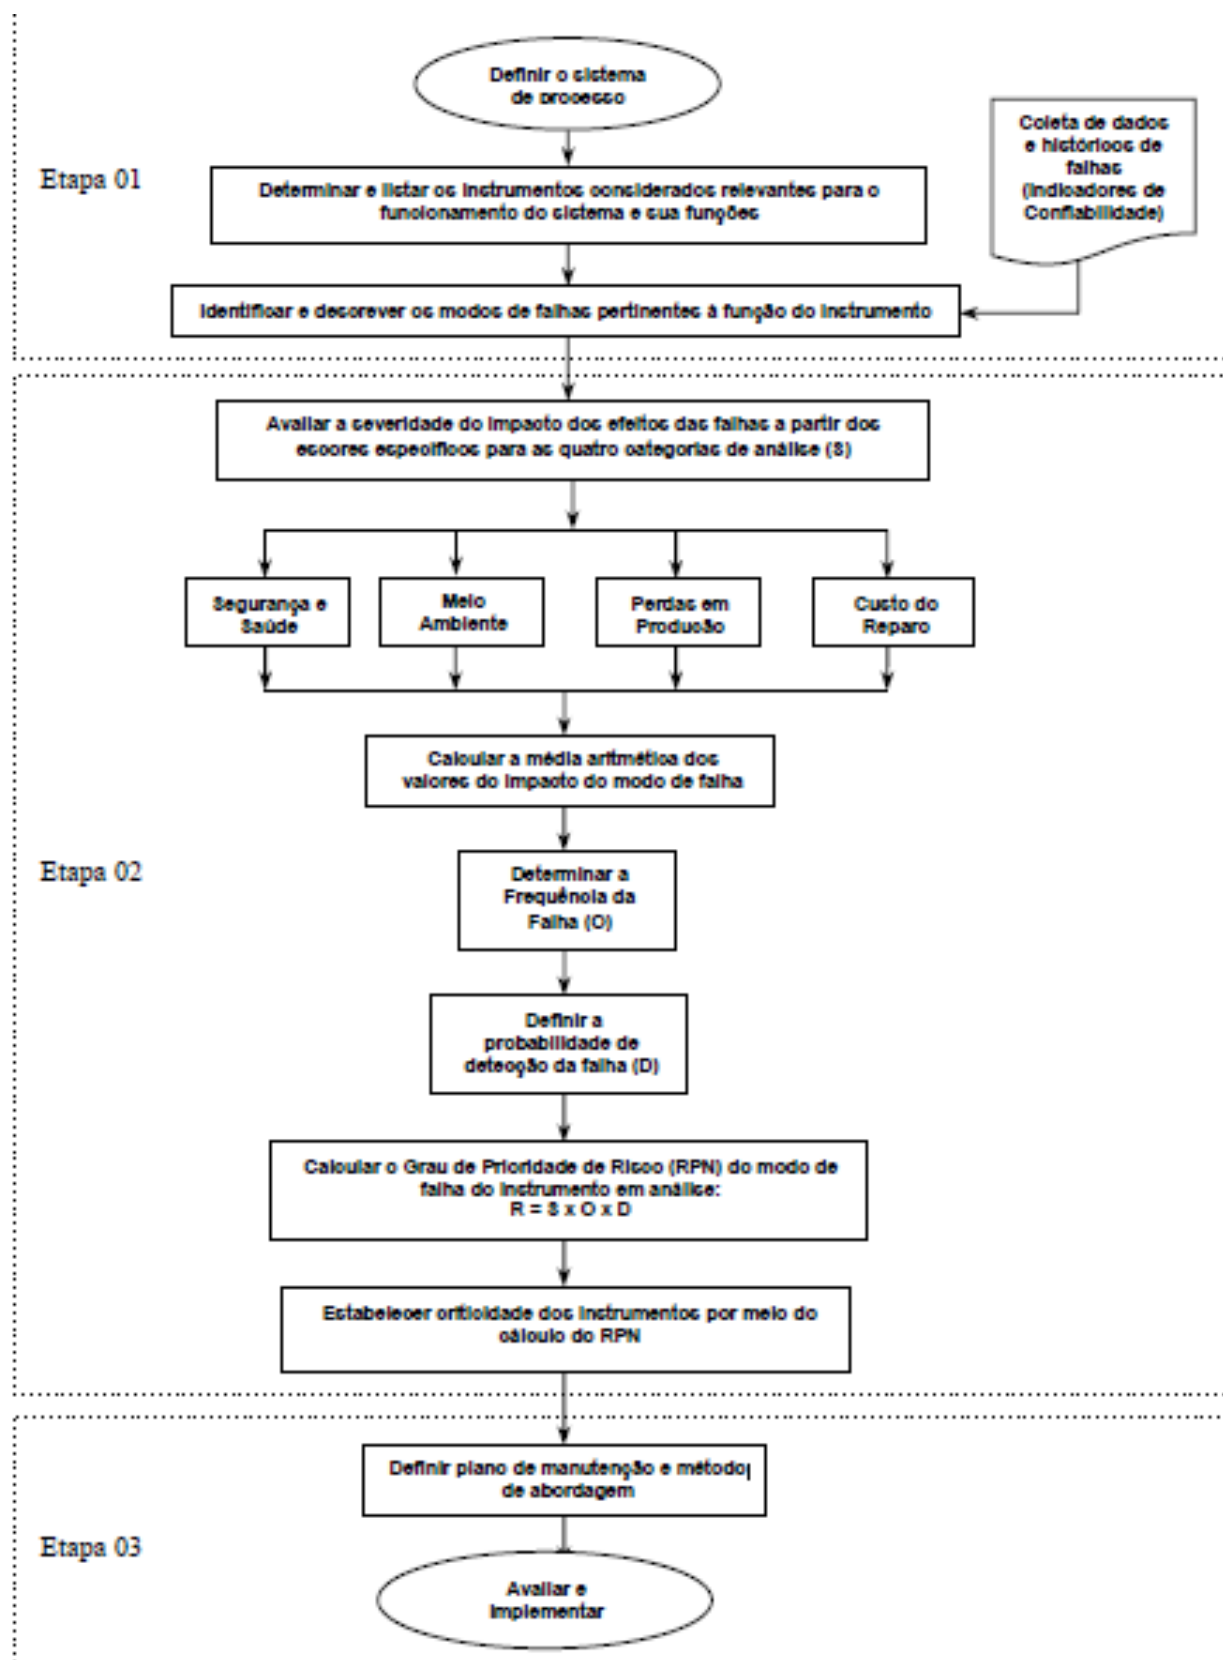 Definir o sistema
de processo
Coleta de dados
e históricos de
falhas
(Indicadores de
Confiabilidade)
Etapa 01
Determinar e listar os instrumentos considerados relevantes para o
funcionamento do sistema e sua funções
Identificar e descrever os modos de falhas pertinentes à função do instrumento
Avaliar a severidade do impacto dos efeitos das falhas a partir dos
escores específicos para as quatro categorias de análise (S)
Segurança e
Saúde
Meio
Ambiente
Perdas em
Produção
Custo do
Reparo
Calcular a média aritmética dos
valores do impacto do modo de falha
Etapa 02
Determinar a
Frequência da
Falha (O)
Definir a
probabilidade de
detecção da falha (D)
Calcular o Grau de Prioridade de Risco (RPN) do modo de
falha do instrumento em análise:
R = S x O x D
Estabelecer criticidade dos instrumentos por meio do
cálculo do RPN
Definir plano de manutenção e método
de abordagem
Etapa 03
Avaliar e
implementar